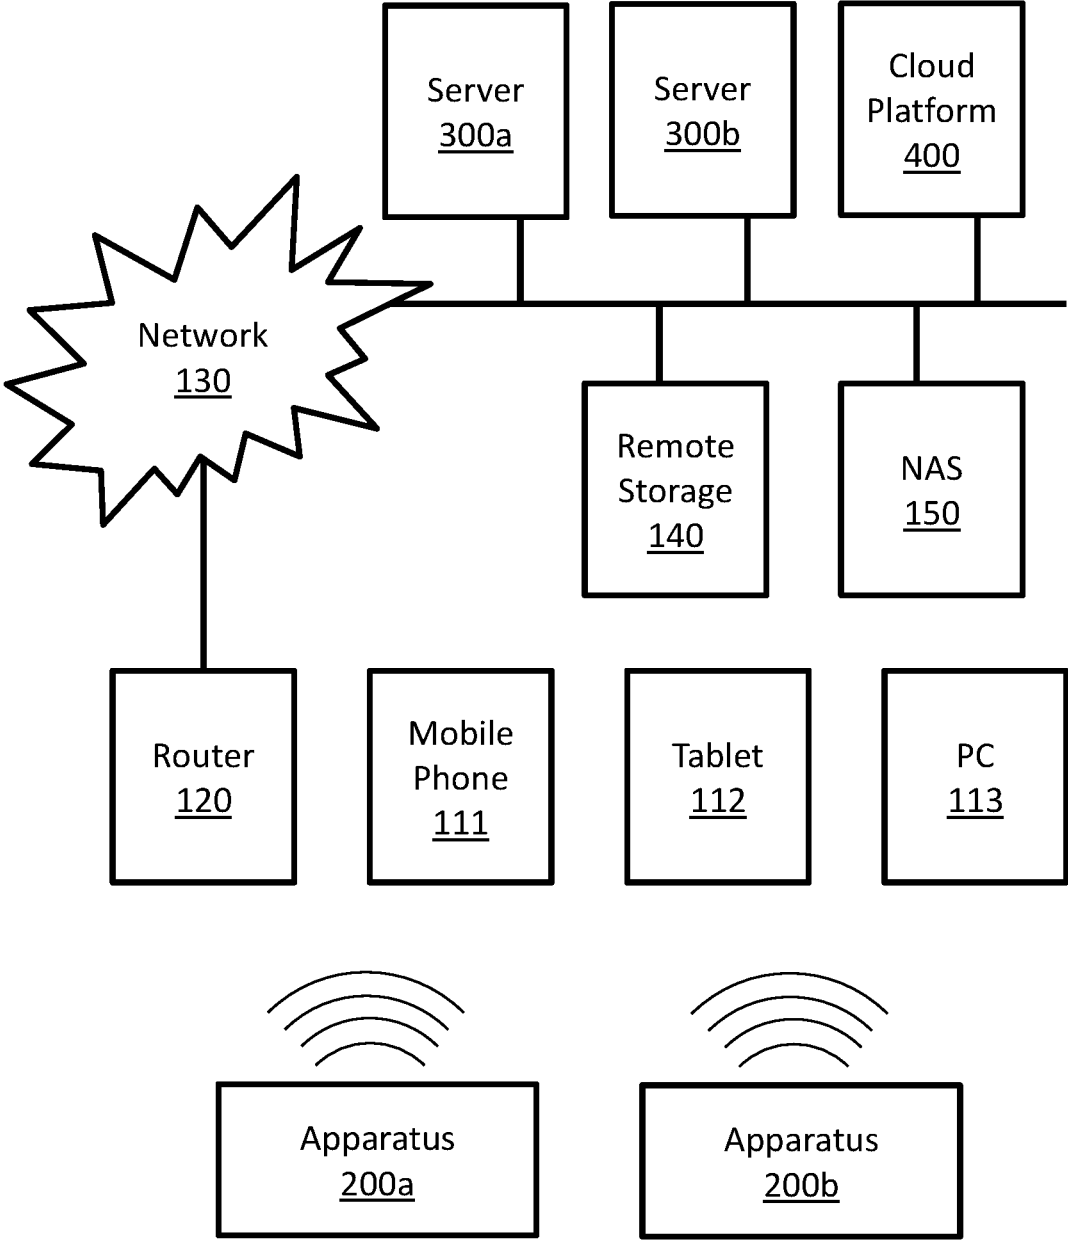 Server
300a
Server
300b
Cloud
Platform
400
Network
130
Remote
Storage
140
NAS
150
Router
120
Mobile
Phone
111
Tablet
112
PC
113
Apparatus
200a
Apparatus
200b